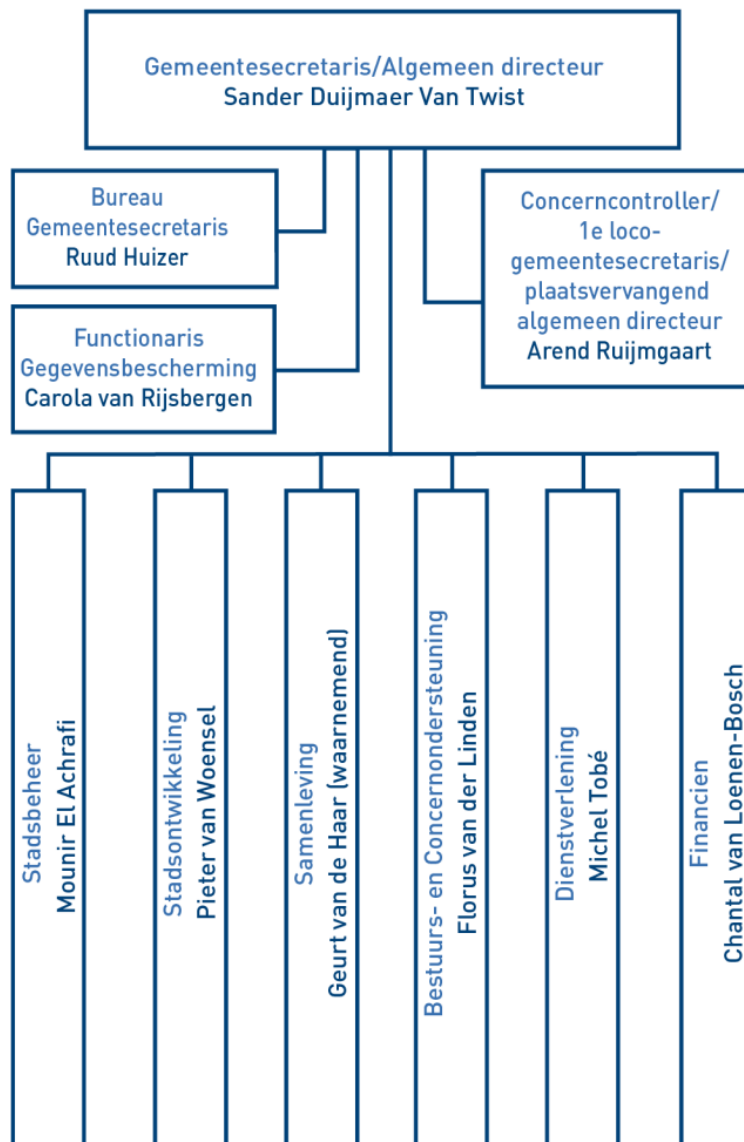 Gemeentesecretaris/Algemeen directeur
Sander Duijmaer Van Twist
Bureau
Gemeentesecretaris
Ruud Huizer
Concerncontroller/
1e loco-
gemeentesecretaris/
plaatsvervangend
algemeen directeur
Arend Ruijmgaart
Functionaris
Gegevensbescherming
Carola van Rijsbergen
Stadsbeheer
Mounir El Achrafi
Stadsontwikkeling
Pieter van Woensel
Samenleving
Geurt van de Haar (waarnemend)
Bestuurs- en Concernondersteuning
Florus van der Linden
Dienstverlening
Michel Tobé
Financien
Chantal van Loenen-Bosch